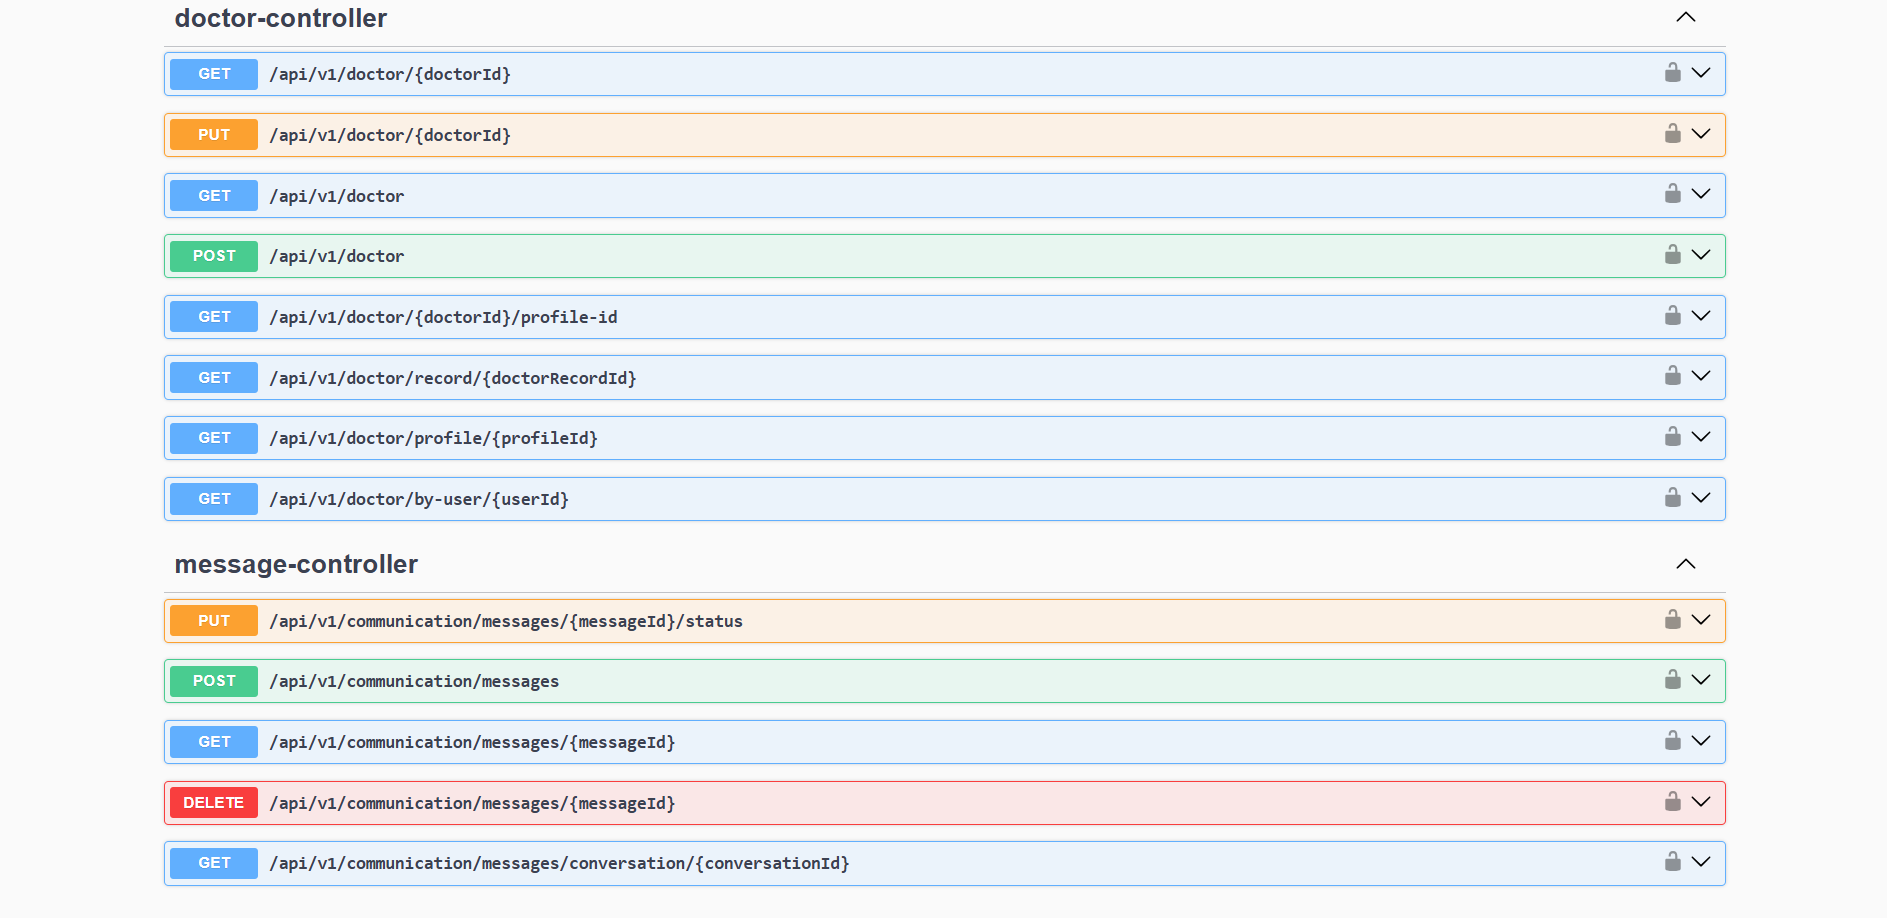 doctor-controller
GET /api/v1/doctor/{doctorId}
PUT /api/v1/doctor/{doctorId}
GET /api/v1/doctor
POST /api/v1/doctor
GET /api/v1/doctor/{doctorId}/profile-id
GET /api/v1/doctor/record/{doctorRecordId}
GET /api/v1/doctor/profile/{profileId}
GET /api/v1/doctor/by-user/{userId}
message-controller
PUT /api/v1/communication/messages/{messageId}/status
POST /api/v1/communication/messages
GET /api/v1/communication/messages/{messageId}
DELETE /api/v1/communication/messages/{messageId}
GET /api/v1/communication/messages/conversation/{conversationId}